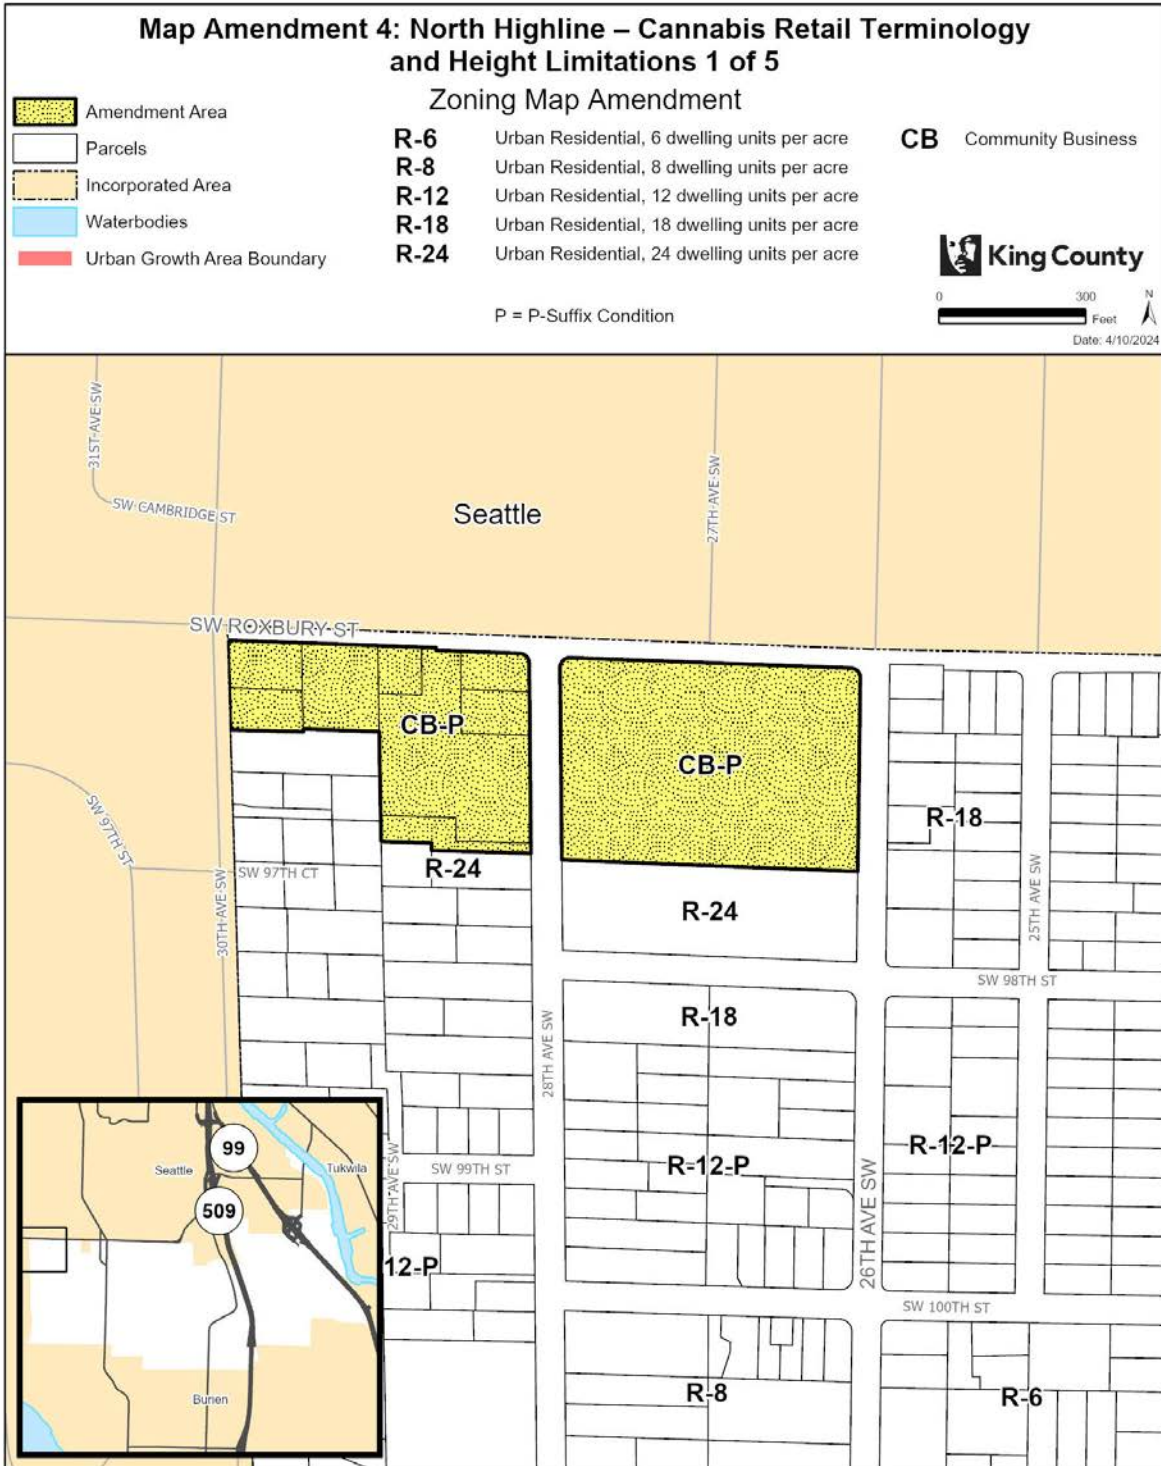 Map Amendment 4: North Highline – Cannabis Retail Terminology
and Height Limitations 1 of 5
Zoning Map Amendment
Amendment Area
Parcels
Incorporated Area
Waterbodies
Urban Growth Area Boundary
R-6 Urban Residential, 6 dwelling units per acre
R-8 Urban Residential, 8 dwelling units per acre
R-12 Urban Residential, 12 dwelling units per acre
R-18 Urban Residential, 18 dwelling units per acre
R-24 Urban Residential, 24 dwelling units per acre
P = P-Suffix Condition
CB Community Business
King County
0 300
Feet
N
Date: 4/10/2024
31ST AVE SW
SW CAMBRIDGE ST
Seattle
27TH AVE SW
SW ROXBURY ST
CB-P
CB-P
R-18
SW 97TH ST
SW 97TH CT
R-24
30TH AVE SW
R-24
25TH AVE SW
SW 98TH ST
R-18
28TH AVE SW
R-12-P
R-12-P
SW 99TH ST
29TH AVE SW
26TH AVE SW
12-P
SW 100TH ST
R-8
R-6
99
Seattle
Tukwila
509
Burien